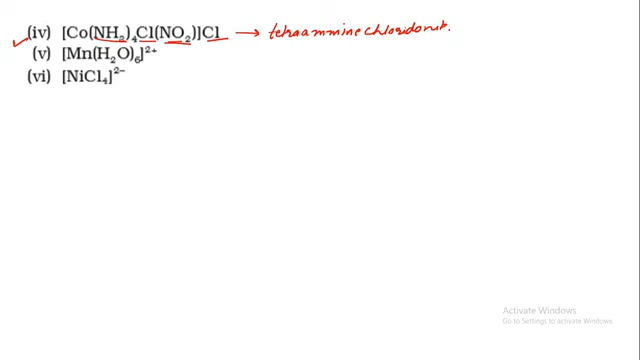 (iv) [Co(NH₂)₄Cl(NO₂)]Cl → tetraamminechloridonit.
(v) [Mn(H₂O)₆]²⁺
(vi) [NiCl₄]²⁻
Activate Windows
Go to Settings to activate Windows.